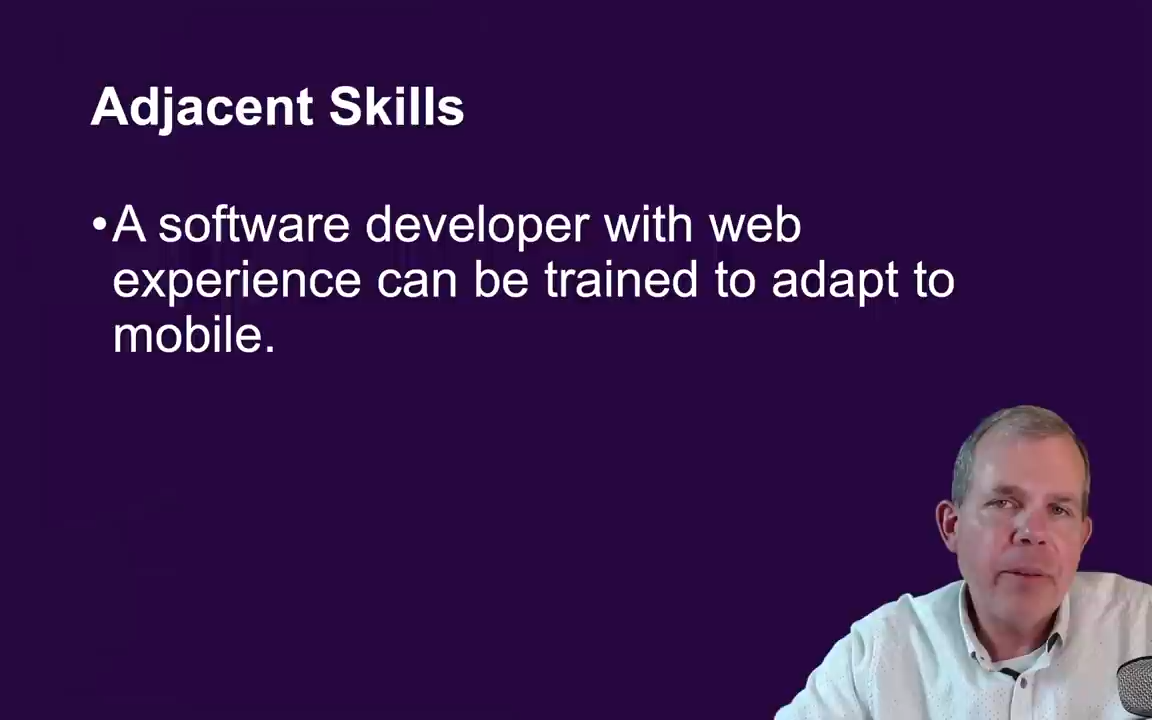 Adjacent Skills
•A software developer with web
experience can be trained to adapt to
mobile.